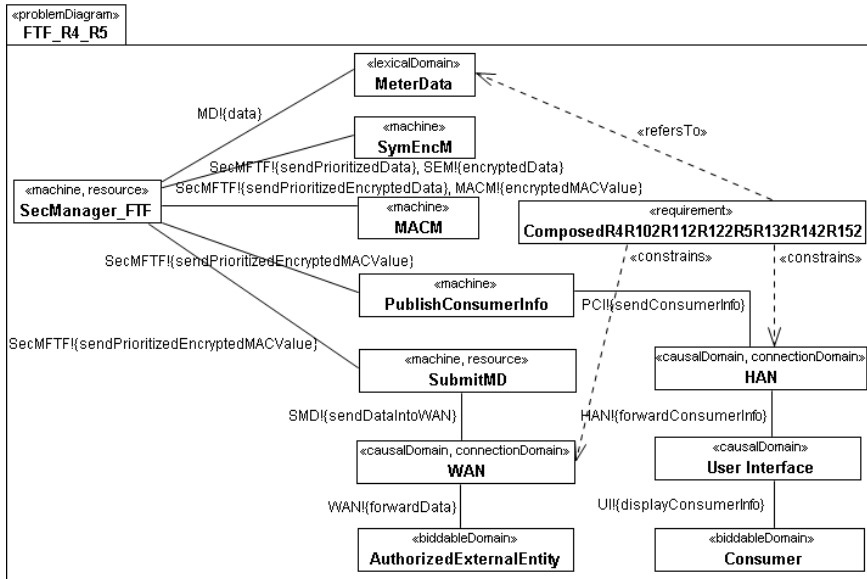 «problemDiagram»
FTF_R4_R5
«lexicalDomain»
MeterData
MD!{data}
«refersTo»
«machine»
SymEncM
SecMFTF!{sendPrioritizedData}, SEM!{encryptedData}
«machine, resource»
SecManager_FTF
SecMFTF!{sendPrioritizedEncryptedData}, MACM!{encryptedMACValue}
«machine»
MACM
«requirement»
ComposedR4R102R112R122R5R132R142R152
«constrains»
«constrains»
SecMFTF!{sendPrioritizedEncryptedMACValue}
«machine»
PublishConsumerInfo
PCI!{sendConsumerInfo}
SecMFTF!{sendPrioritizedEncryptedMACValue}
«machine, resource»
SubmitMD
«causalDomain, connectionDomain»
HAN
SMD!{sendDataIntoWAN}
HAN!{forwardConsumerInfo}
«causalDomain, connectionDomain»
WAN
«causalDomain»
User Interface
WAN!{forwardData}
UI!{displayConsumerInfo}
«biddableDomain»
AuthorizedExternalEntity
«biddableDomain»
Consumer